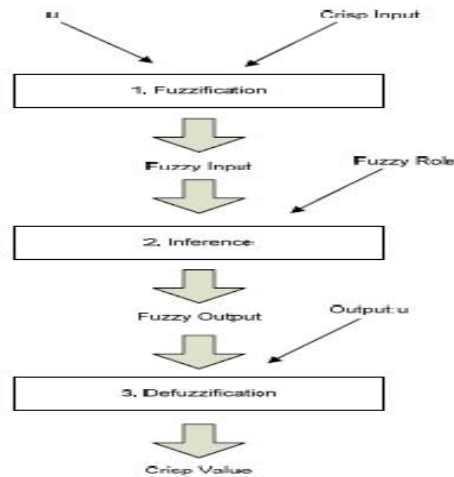 u
Crisp Input
1. Fuzzification
Fuzzy Input
Fuzzy Role
2. Inference
Fuzzy Output
Output:u
3. Defuzzification
Crisp Value